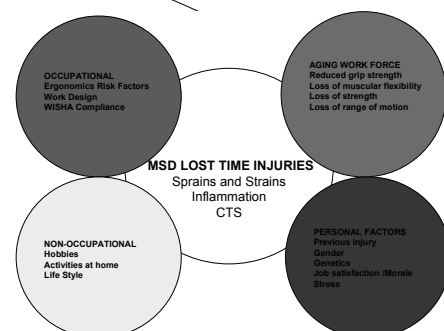 OCCUPATIONAL
Ergonomics Risk Factors
Work Design
WISHA Compliance
AGING WORK FORCE
Reduced grip strength
Loss of muscular flexibility
Loss of strength
Loss of range of motion
MSD LOST TIME INJURIES
Sprains and Strains
Inflammation
CTS
NON-OCCUPATIONAL
Hobbies
Activities at home
Life Style
PERSONAL FACTORS
Previous injury
Gender
Genetics
Job satisfaction /Morale
Stress